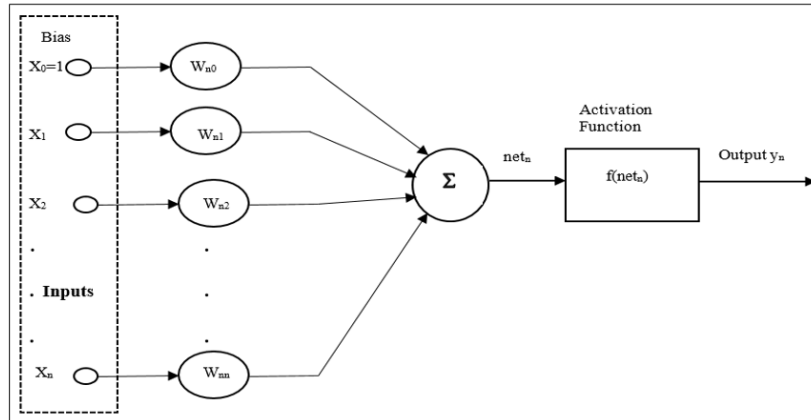 Bias
X₀=1
Wₙ₀
X₁
Wₙ₁
X₂
Wₙ₂
.
.
. Inputs
.
.
.
Xₙ
Wₙₙ
Σ
netₙ
Activation
Function
f(netₙ)
Output yₙ